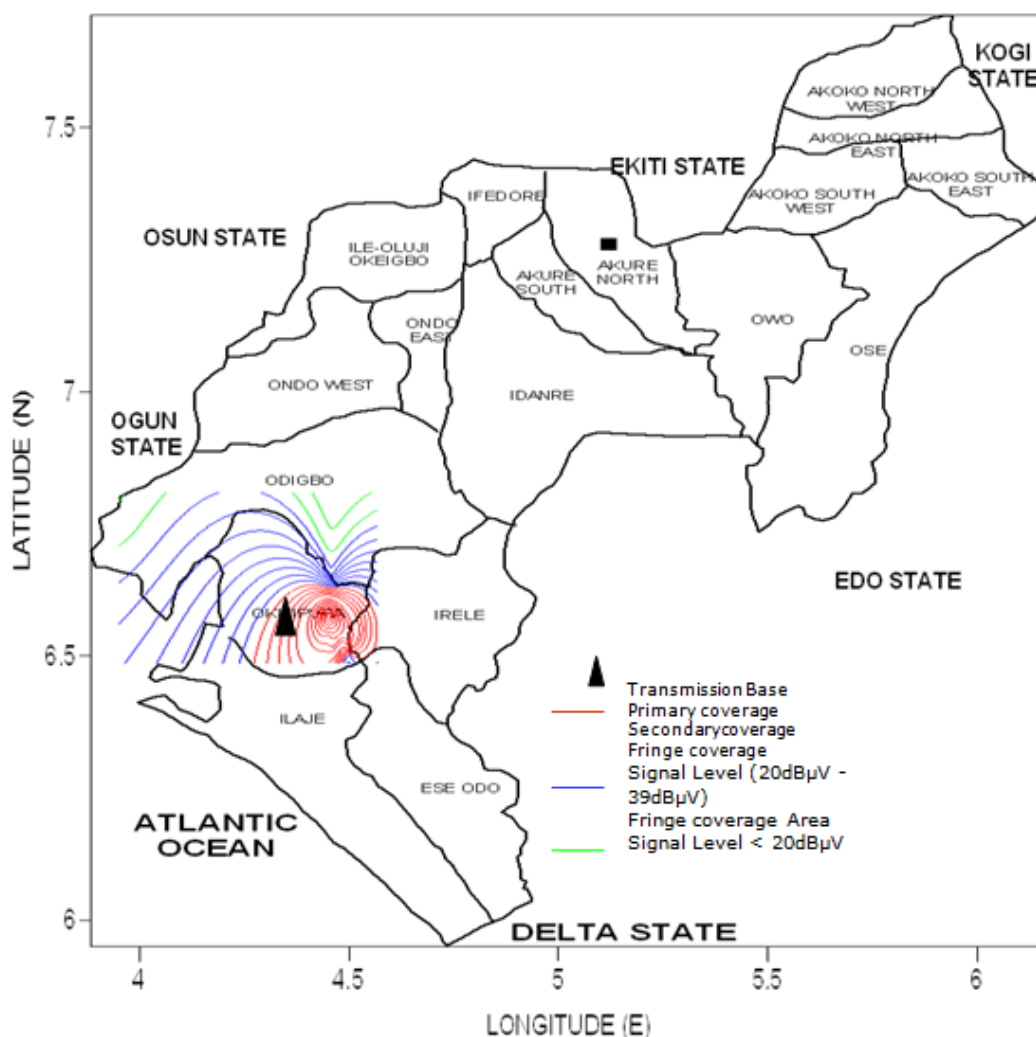 KOGI
STATE
AKOKO NORTH
WEST
7.5
AKOKO NORTH
EAST
EKITI STATE
AKOKO SOUTH
EAST
IFEDORE
AKOKO SOUTH
WEST
OSUN STATE
ILE-OLUJI
OKEIGBO
AKURE
NORTH
AKURE
SOUTH
OWO
ONDO
EAST
OSE
7
ONDO WEST
IDANRE
OGUN
STATE
LATITUDE (N)
ODIGBO
EDO STATE
IRELE
6.5
Transmission Base
Primary coverage
Secondarycoverage
Fringe coverage
Signal Level (20dBµV -
39dBµV)
Fringe coverage Area
Signal Level < 20dBµV
ILAJE
ESE ODO
ATLANTIC
OCEAN
6
DELTA STATE
4
4.5
5
5.5
6
LONGITUDE (E)